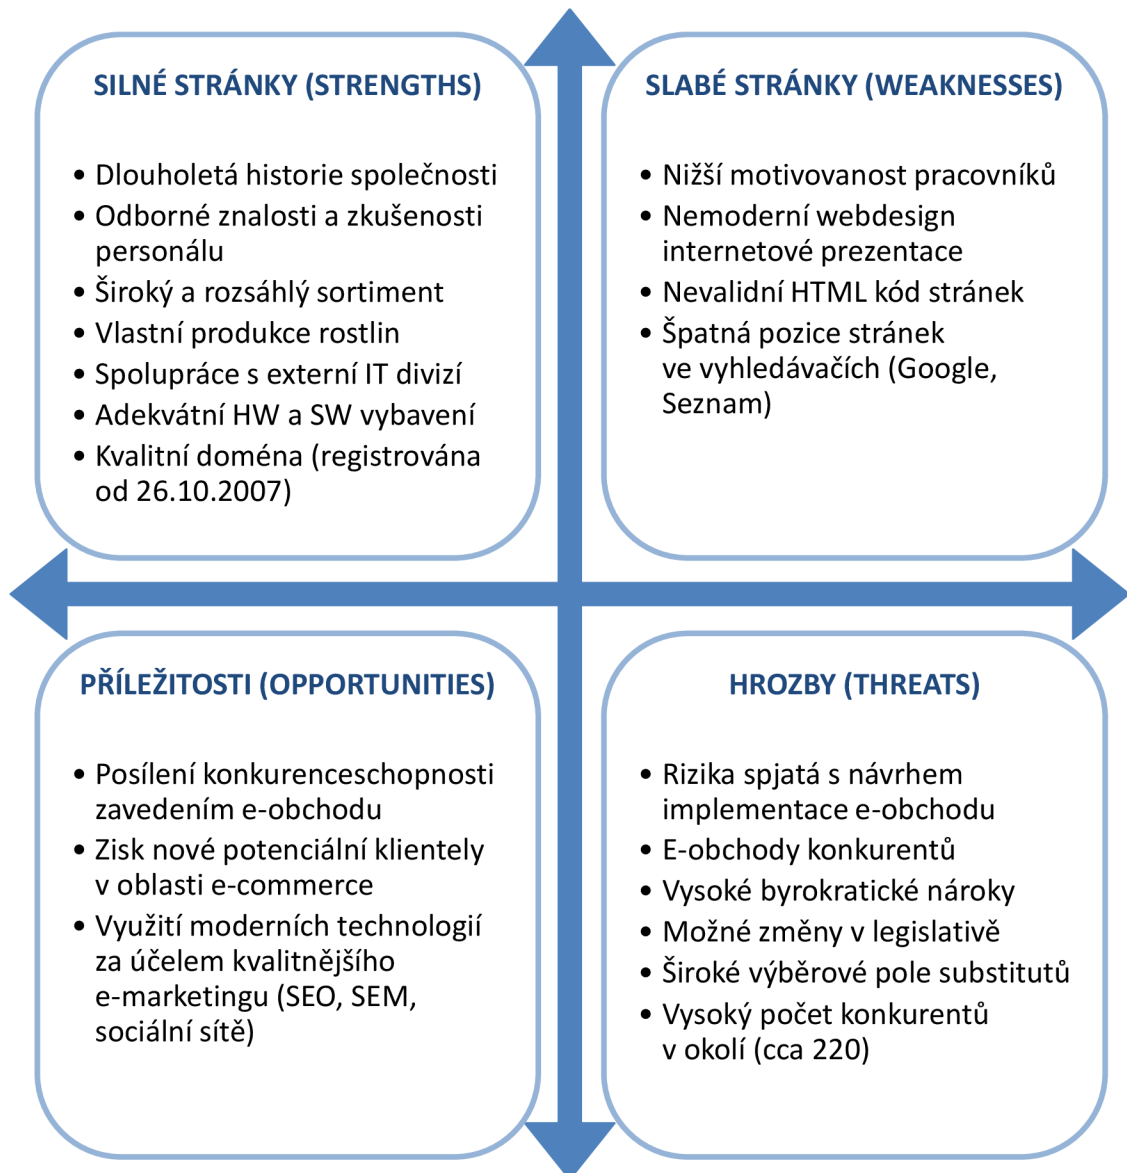 SILNÉ STRÁNKY (STRENGTHS)
• Dlouholetá historie společnosti
• Odborné znalosti a zkušenosti
personálu
• Široký a rozsáhlý sortiment
• Vlastní produkce rostlin
• Spolupráce s externí IT divizí
• Adekvátní HW a SW vybavení
• Kvalitní doména (registrována
od 26.10.2007)
SLABÉ STRÁNKY (WEAKNESSES)
• Nižší motivovanost pracovníků
• Nemoderní webdesign
internetové prezentace
• Nevalidní HTML kód stránek
• Špatná pozice stránek
ve vyhledávačích (Google,
Seznam)
PŘÍLEŽITOSTI (OPPORTUNITIES)
• Posílení konkurenceschopnosti
zavedením e-obchodu
• Zisk nové potenciální klientely
v oblasti e-commerce
• Využití moderních technologií
za účelem kvalitnějšího
e-marketingu (SEO, SEM,
sociální sítě)
HROZBY (THREATS)
• Rizika spjatá s návrhem
implementace e-obchodu
• E-obchody konkurentů
• Vysoké byrokratické nároky
• Možné změny v legislativě
• Široké výběrové pole substitutů
• Vysoký počet konkurentů
v okolí (cca 220)